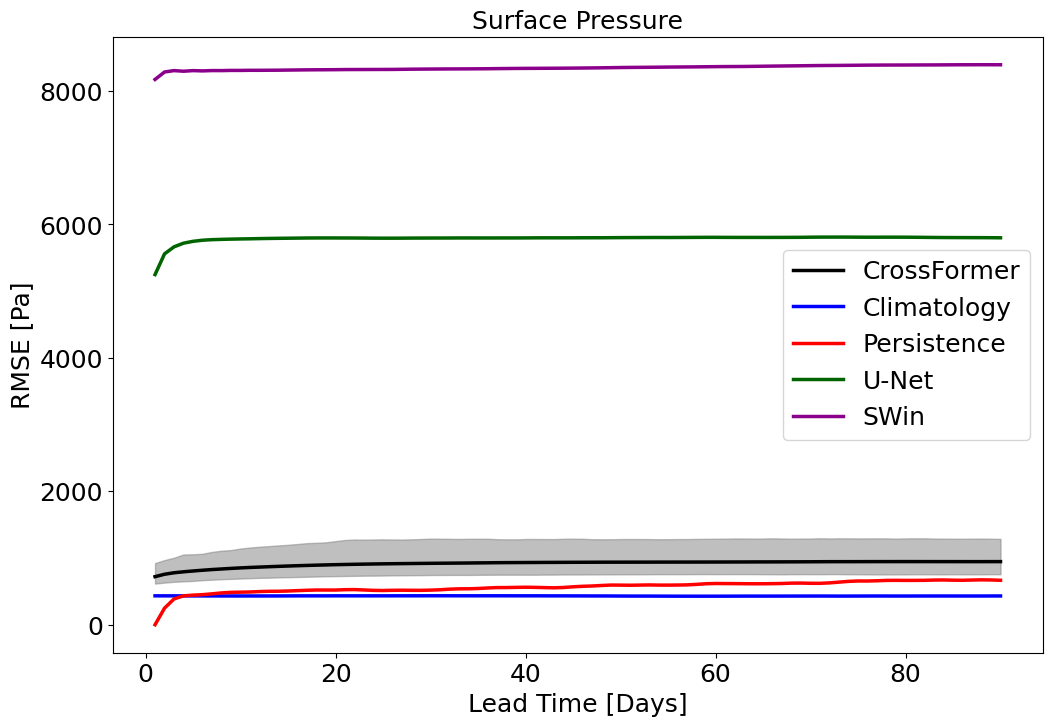 Surface Pressure
RMSE [Pa]
8000
6000
4000
2000
0
CrossFormer
Climatology
Persistence
U-Net
SWin
0 20 40 60 80
Lead Time [Days]